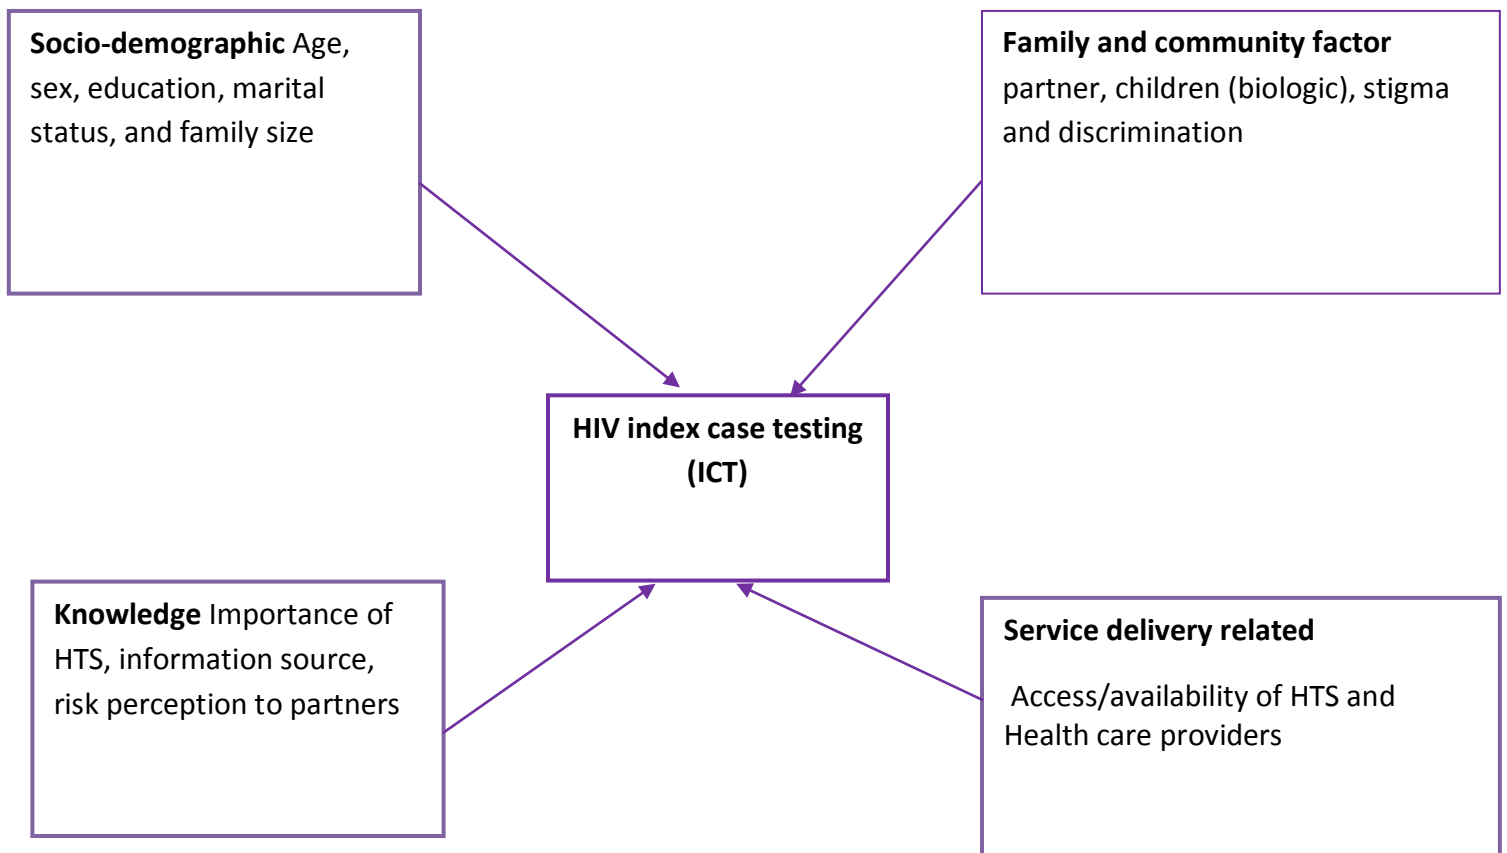 Socio-demographic Age,
sex, education, marital
status, and family size
Family and community factor
partner, children (biologic), stigma
and discrimination
HIV index case testing
(ICT)
Knowledge Importance of
HTS, information source,
risk perception to partners
Service delivery related
Access/availability of HTS and
Health care providers